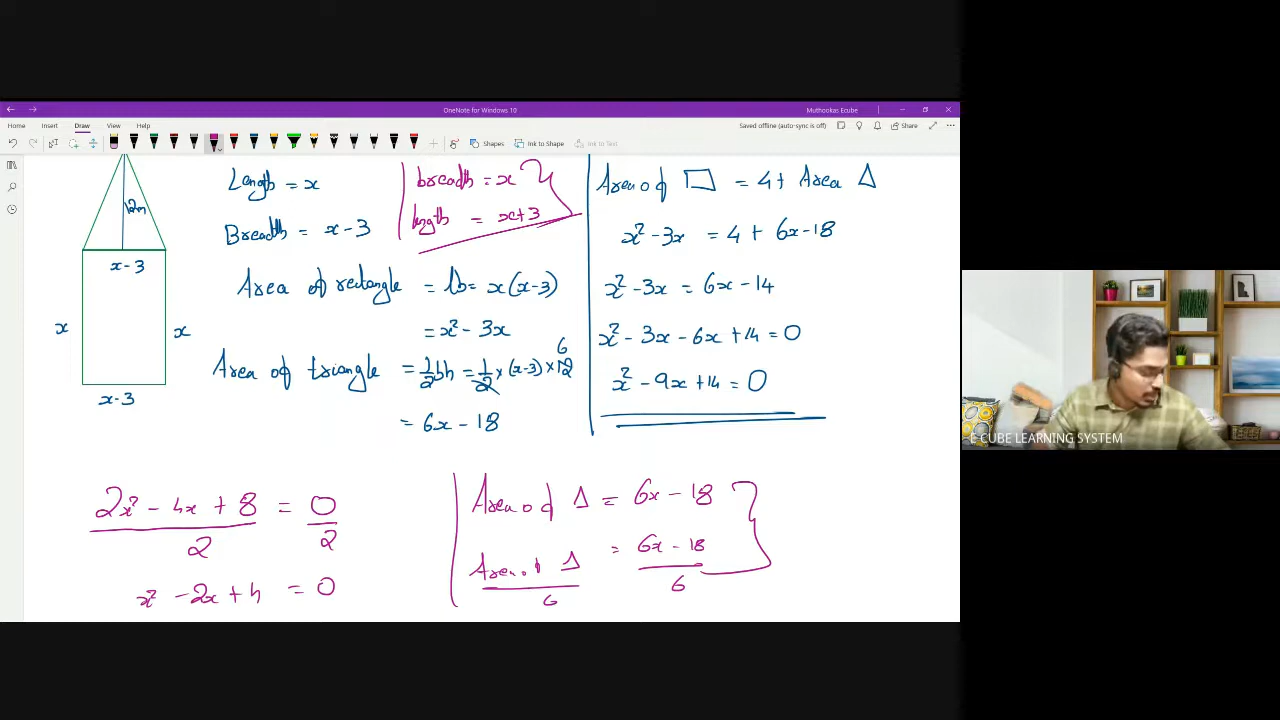 OneNote for Windows 10
Muthookas Ecube
Home Insert Draw View Help
Saved offline (auto-sync is off)
Share
Shapes
Ink to Shape
Ink to Text
12m
x-3
x
x
x-3
Length = x
Breadth = x-3
breadth = x
length = x+3
Area of rectangle = lb = x(x-3)
= x² - 3x
Area of triangle = 1/2 bh = 1/2 × (x-3) × 12
6
= 6x - 18
Area of □ = 4 + Area Δ
x² - 3x = 4 + 6x - 18
x² - 3x = 6x - 14
x² - 3x - 6x + 14 = 0
x² - 9x + 14 = 0
2x² - 4x + 8 = 0
2 2
x² - 2x + 4 = 0
Area of Δ = 6x - 18
Area of Δ = 6x - 18
6 6
E CUBE LEARNING SYSTEM